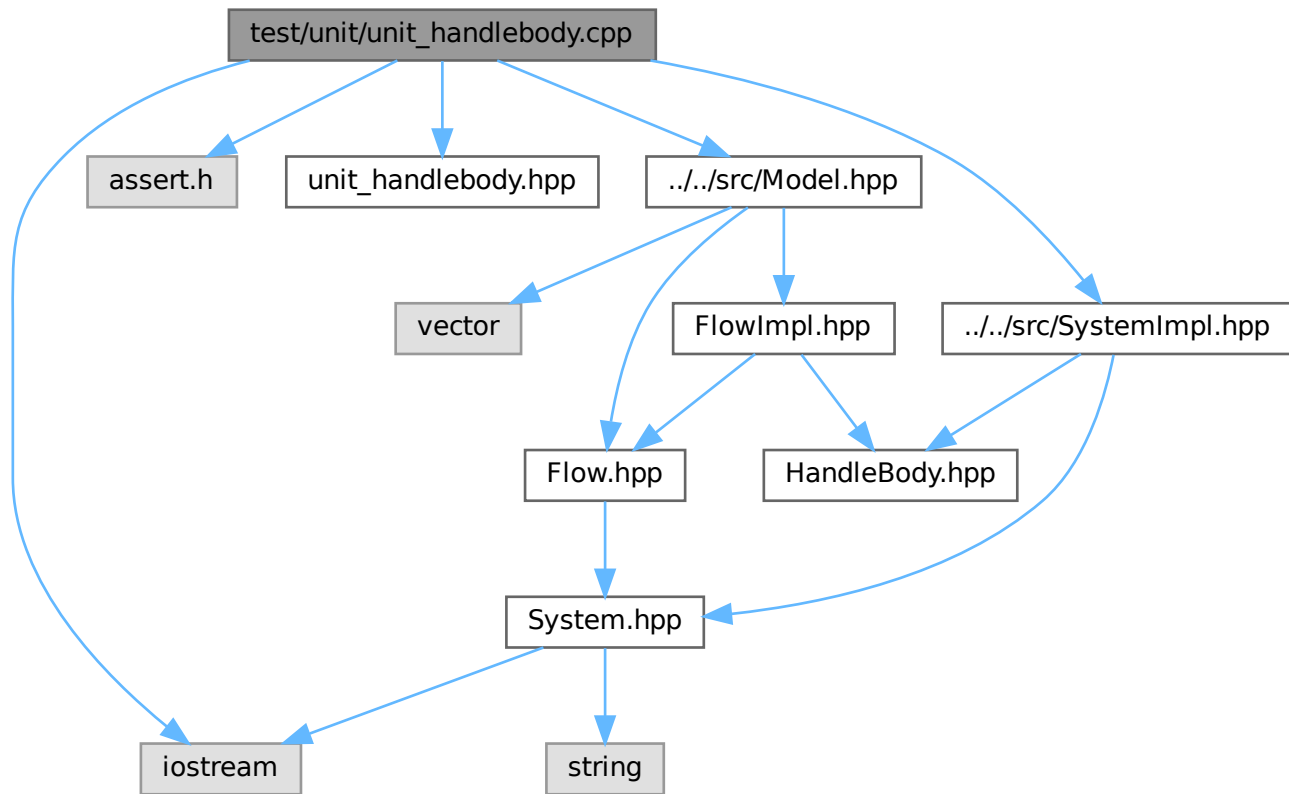 test/unit/unit_handlebody.cpp
assert.h
unit_handlebody.hpp
../../src/Model.hpp
vector
FlowImpl.hpp
../../src/SystemImpl.hpp
Flow.hpp
HandleBody.hpp
System.hpp
iostream
string